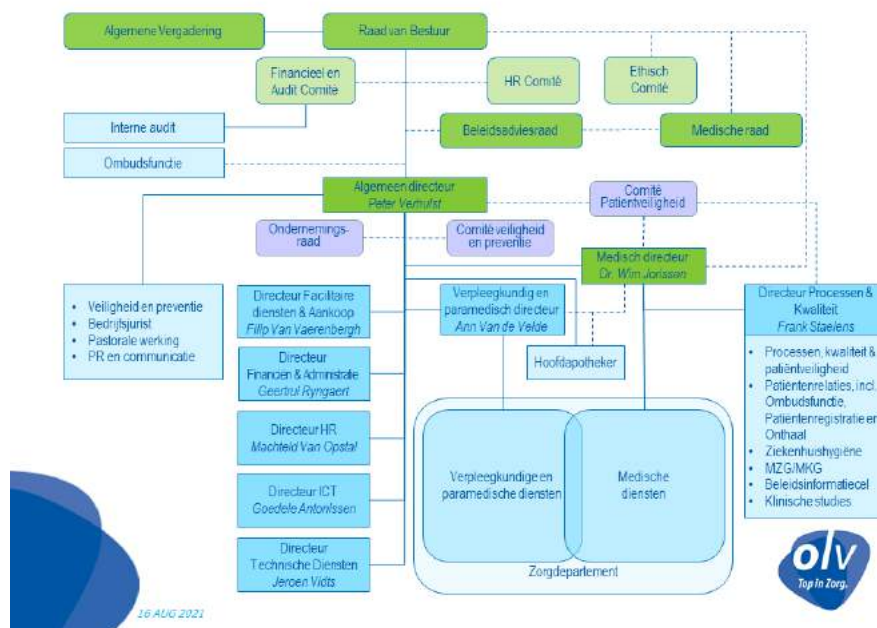 Algemene Vergadering
Raad van Bestuur
Financieel en
Audit Comité
HR Comité
Ethisch
Comité
Interne audit
Beleidsadviesraad
Medische raad
Ombudsfunctie
Algemeen directeur
Peter Verhulst
Comité
Patiëntveiligheid
Ondernemings-
raad
Comité veiligheid
en preventie
Medisch directeur
Dr. Wim Jorissen
Veiligheid en preventie
Bedrijfsjurist
Pastorale werking
PR en communicatie
Directeur Facilitaire
diensten & Aankoop
Filip Van Vaerenbergh
Verpleegkundig en
paramedisch directeur
Ann Van de Velde
Directeur Processen &
Kwaliteit
Frank Staelens
Directeur
Financiën & Administratie
Geertrui Ryngaert
Hoofdapotheker
Processen, kwaliteit &
patiëntveiligheid
Patiëntenrelaties, incl.
Ombudsfunctie,
Patiëntenregistratie en
Onthaal
Ziekenhuishygiëne
MZG/MKG
Beleidsinformatiecel
Klinische studies
Directeur HR
Machteld Van Opstal
Verpleegkundige en
paramedische diensten
Medische
diensten
Directeur ICT
Goedele Antonissen
Directeur
Technische Diensten
Jeroen Vidts
Zorgdepartement
olv
Top in Zorg.
16 AUG 2021